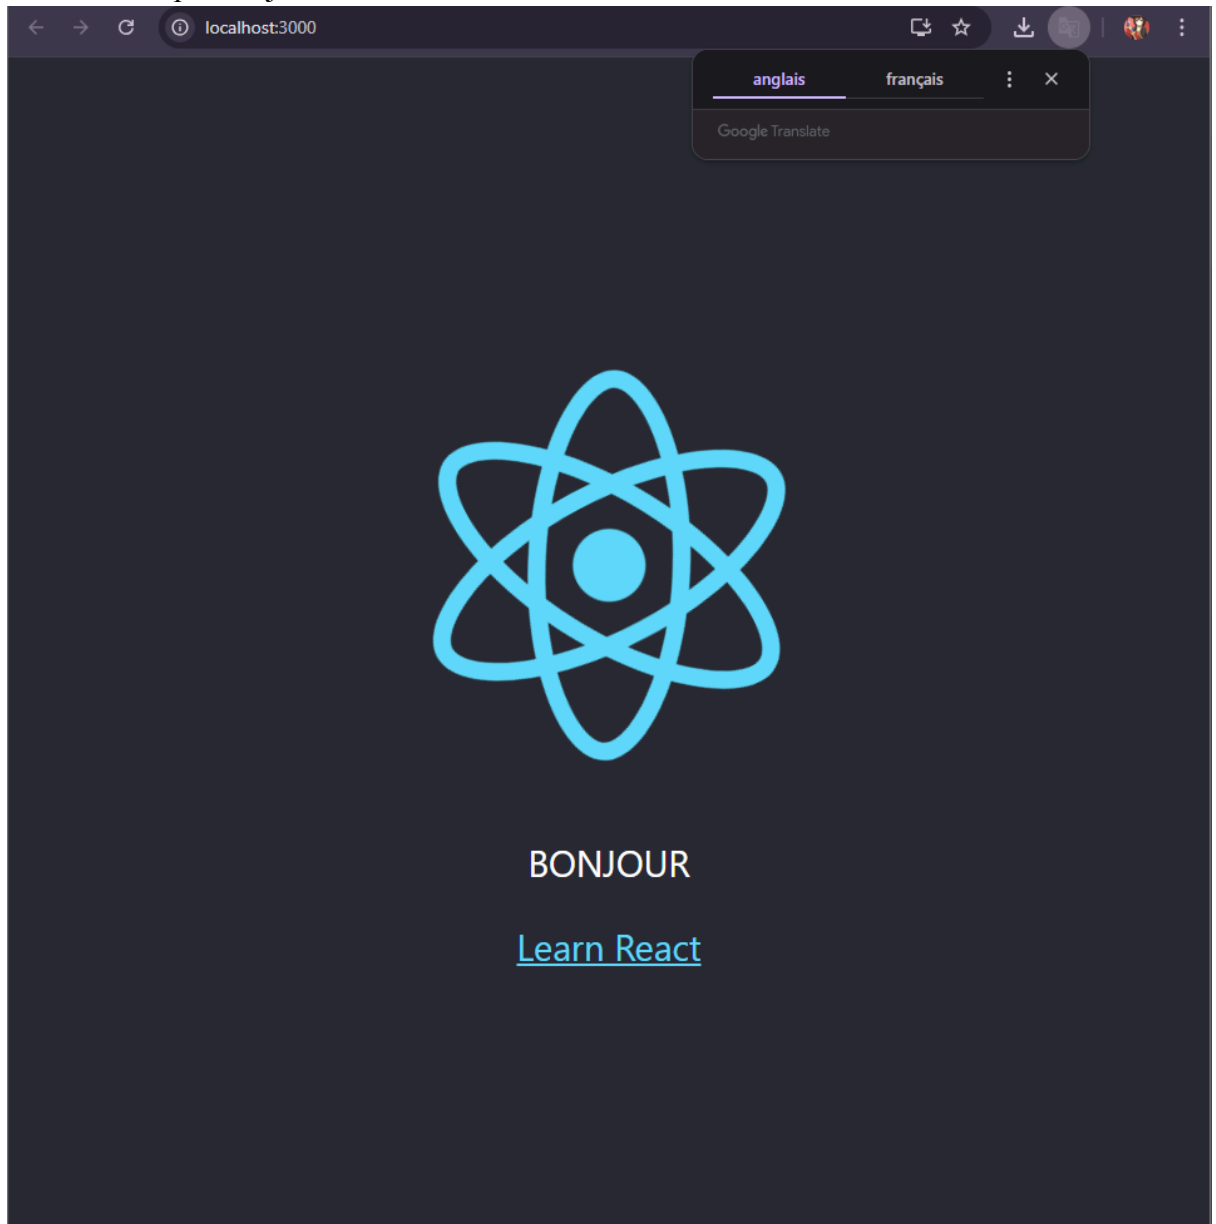 localhost:3000
anglais français
Google Translate
BONJOUR
Learn React